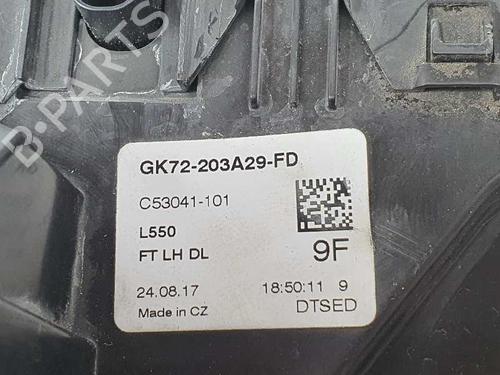 B-PARTS
GK72-203A29-FD
C53041-101
L550
FT LH DL
9F
24.08.17 18:50:11 9
Made in CZ DTSED